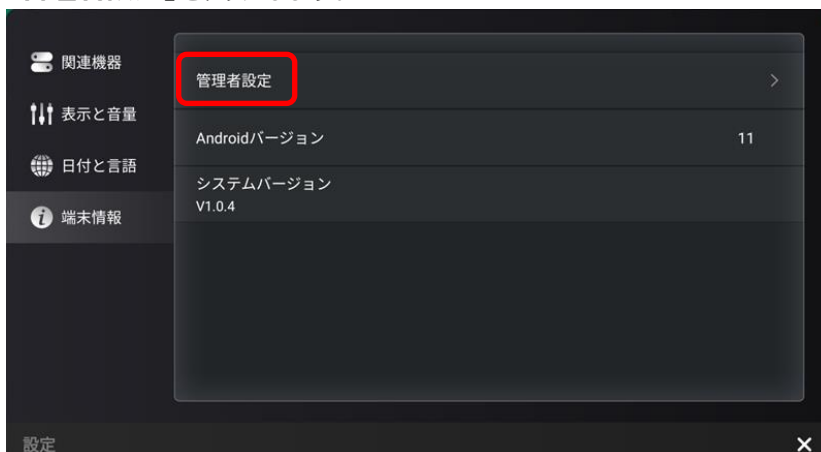 関連機器
表示と音量
日付と言語
端末情報
管理者設定
Androidバージョン 11
システムバージョン
V1.0.4
設定